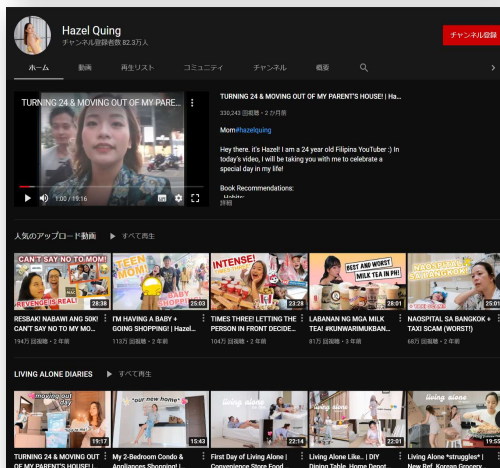 Hazel Quing
チャンネル登録者数 82.3万人
チャンネル登録
ホーム 動画 再生リスト コミュニティ チャンネル 概要
TURNING 24 & MOVING OUT OF MY PARE...
1:00 / 19:16
TURNING 24 & MOVING OUT OF MY PARENT'S HOUSE! | Ha...
330,243 回視聴・2 か月前
Mom#hazelquing
Hey there. it's Hazel! I am a 24 year old Filipina YouTuber :) In
today's video, I will be taking you with me to celebrate a
special day in my life!
Book Recommendations:
詳細
人気のアップロード動画 すべて再生
CAN'T SAY NO TO MOM!
REVENGE IS REAL!
28:38
TEEN MOM!
BABY SHOPPING!
25:03
INTENSE!
23:28
BEST AND WORST
MILK TEA IN PH!
28:01
NAOSPITAL
SA BANGKOK!
25:01
RESBAK! NABAWI ANG 50K!
CAN'T SAY NO TO MY MO...
194万 回視聴・2 年前
I'M HAVING A BABY +
GOING SHOPPING! | Hazel...
113万 回視聴・2 年前
TIMES THREE! LETTING THE
PERSON IN FRONT DECIDE...
104万 回視聴・2 年前
LABANAN NG MGA MILK
TEA! #KUNWARIMUKBAN...
81万 回視聴・3 年前
NAOSPITAL SA BANGKOK +
TAXI SCAM (WORST!)
68万 回視聴・2 年前
LIVING ALONE DIARIES すべて再生
moving out
day
19:17
*our new home*
15:43
living alone
22:14
living alone
22:01
living alone
19:55
TURNING 24 & MOVING OUT
OF MY PARENT'S HOUSE! |
My 2-Bedroom Condo &
Appliances Shopping! |
First Day of Living Alone |
Convenience Store Food
Living Alone Like.. | DIY
Dining Table, Home Depot
Living Alone *struggles* |
New Ref, Korean Grocery